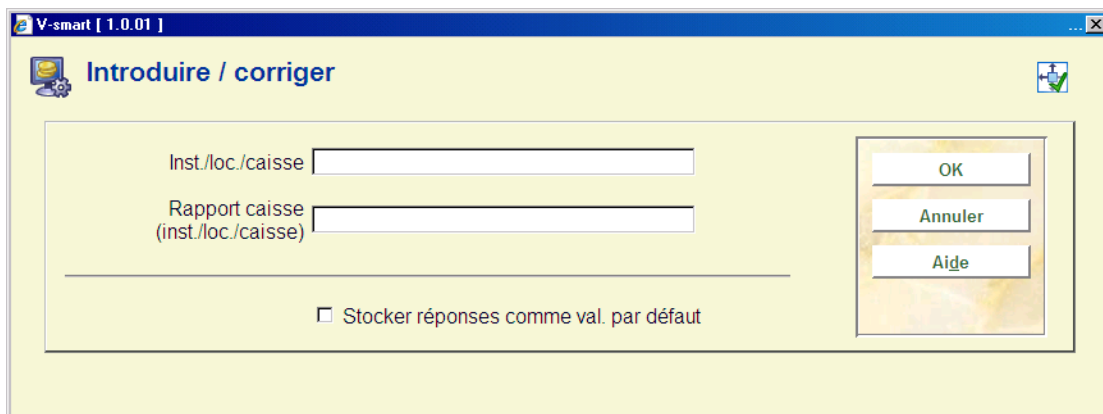 V-smart [ 1.0.01 ]
...
Introduire / corriger
Inst./loc./caisse
Rapport caisse
(inst./loc./caisse)
Stocker réponses comme val. par défaut
OK
Annuler
Aide